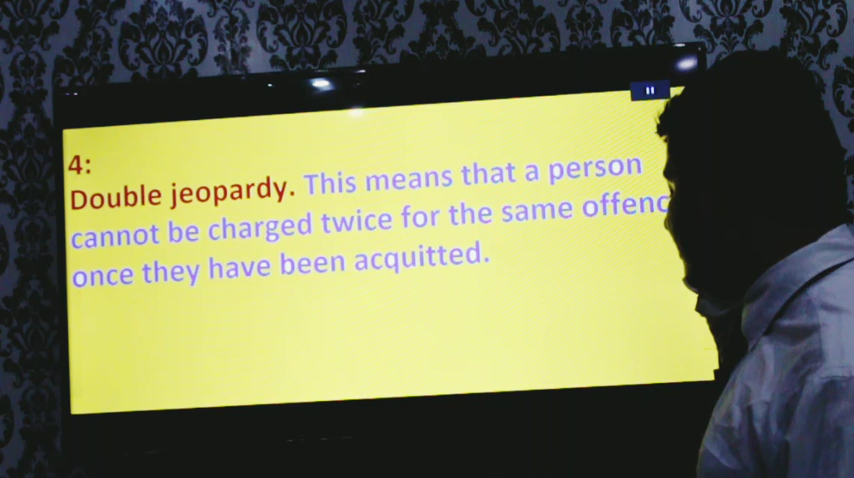 4:
Double jeopardy. This means that a person
cannot be charged twice for the same offenc
once they have been acquitted.